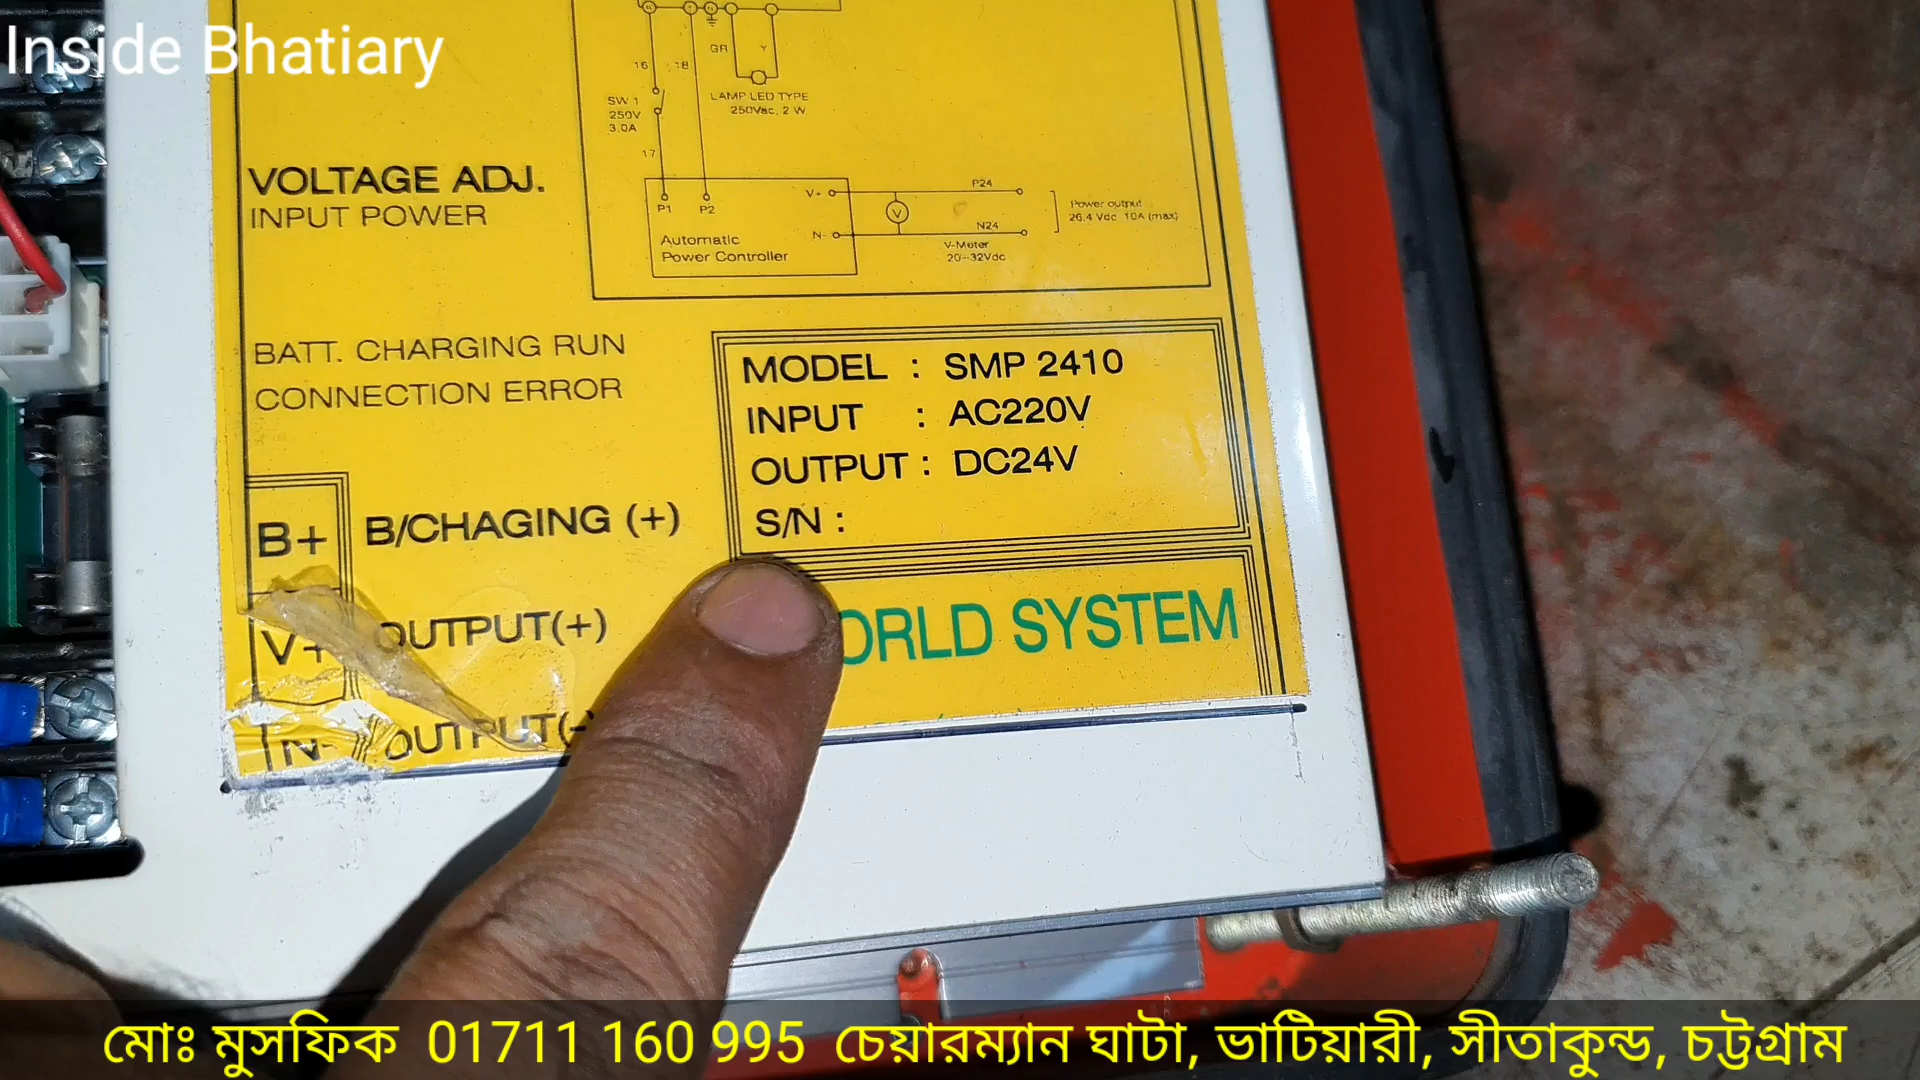 Inside Bhatiary
GR Y
16 18
LAMP LED TYPE
250Vac, 2 W
SW 1
250V
3.0A
17
VOLTAGE ADJ.
INPUT POWER
P1 P2
V+
P24
V
Power output
26.4 Vdc 10A (max)
N-
N24
Automatic
Power Controller
V-Meter
20~32Vdc
BATT. CHARGING RUN
CONNECTION ERROR
MODEL : SMP 2410
INPUT : AC220V
OUTPUT : DC24V
S/N :
B+ B/CHAGING (+)
V+ OUTPUT(+)
ORLD SYSTEM
N- OUTPUT(-
মোঃ মুসফিক 01711 160 995 চেয়ারম্যান ঘাটা, ভাটিয়ারী, সীতাকুন্ড, চট্টগ্রাম